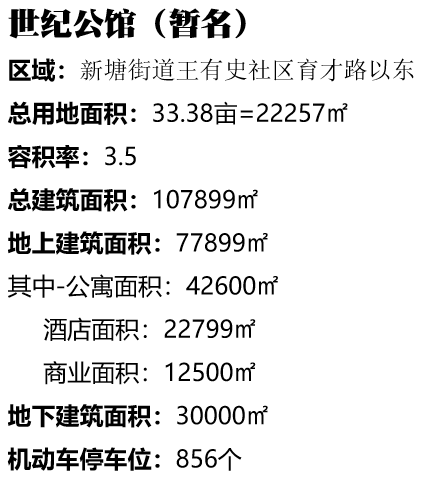 世纪公馆（暂名）
区域：新塘街道王有史社区育才路以东
总用地面积：33.38亩=22257㎡
容积率：3.5
总建筑面积：107899㎡
地上建筑面积：77899㎡
其中-公寓面积：42600㎡
酒店面积：22799㎡
商业面积：12500㎡
地下建筑面积：30000㎡
机动车停车位：856个